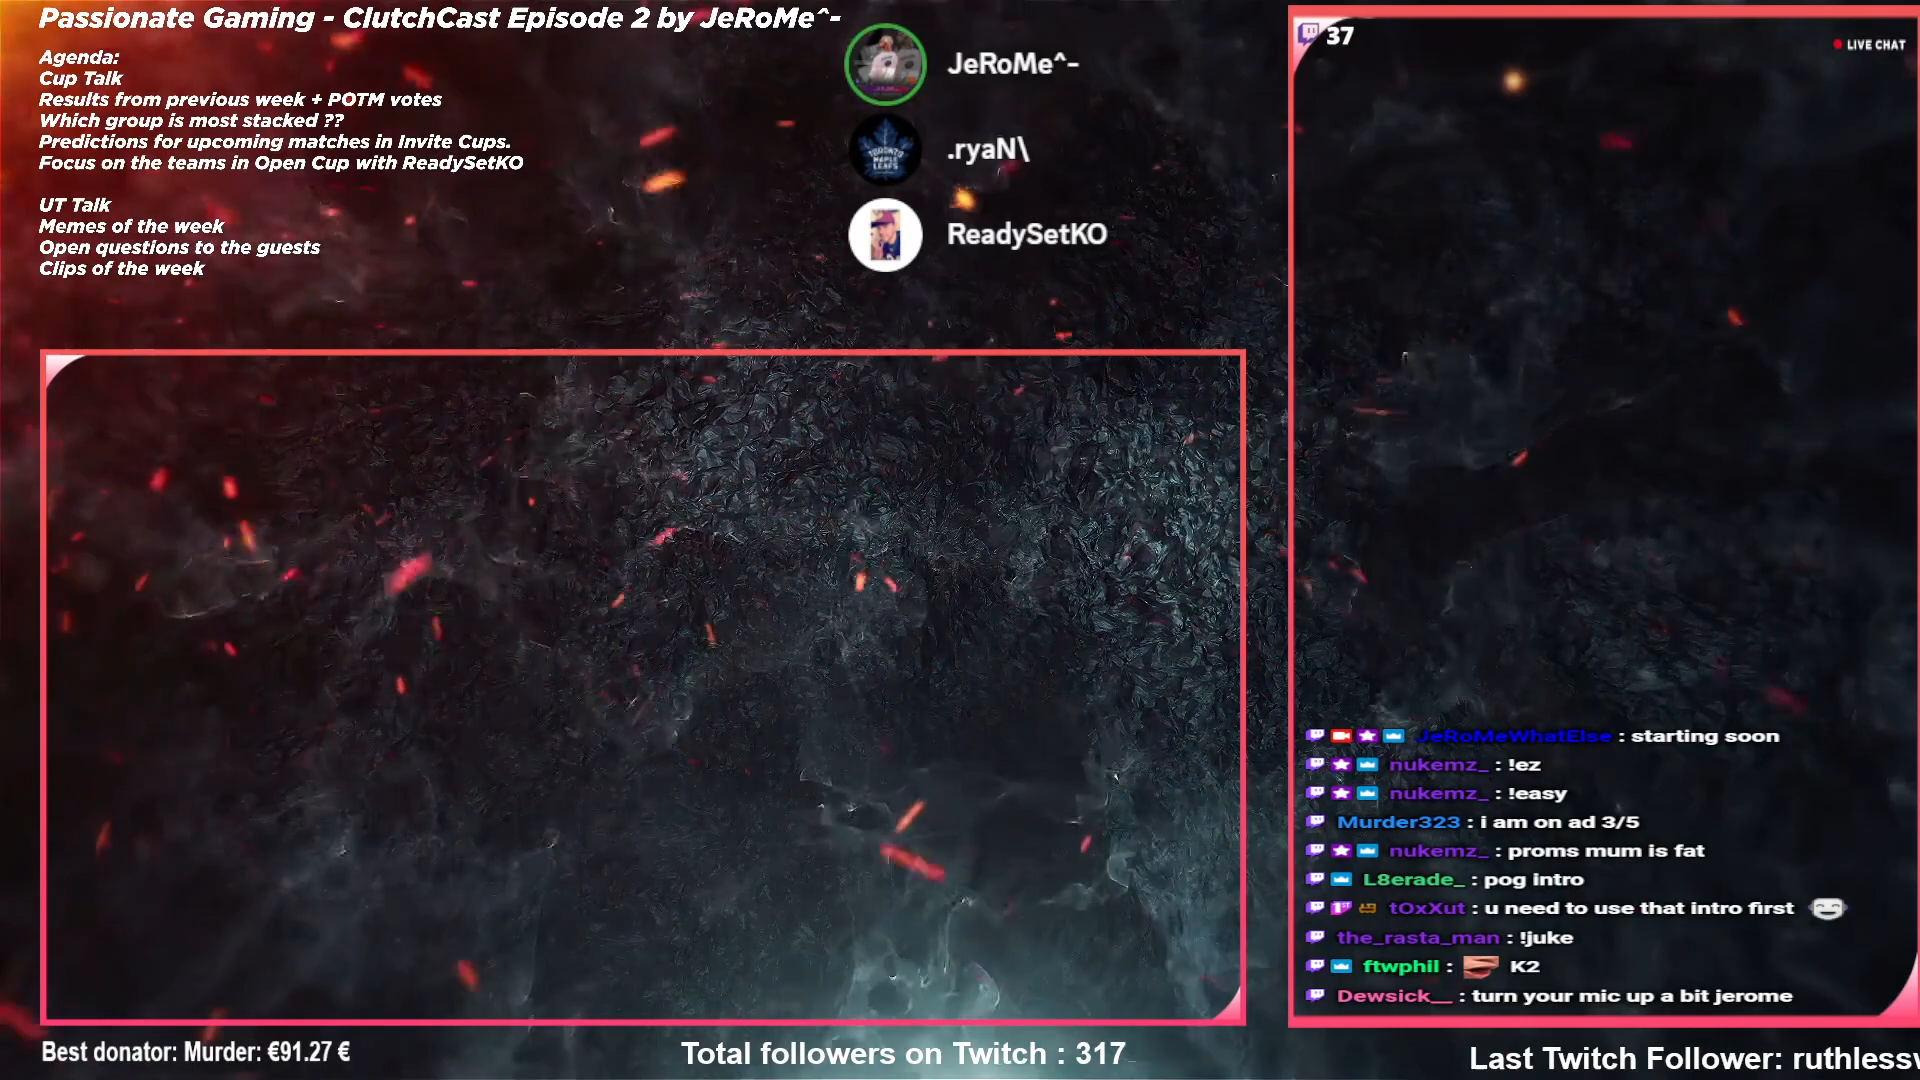 Passionate Gaming - ClutchCast Episode 2 by JeRoMe^-
Agenda:
Cup Talk
Results from previous week + POTM votes
Which group is most stacked ??
Predictions for upcoming matches in Invite Cups.
Focus on the teams in Open Cup with ReadySetKO
UT Talk
Memes of the week
Open questions to the guests
Clips of the week
JeRoMe^-
.ryaN\
TORONTO MAPLE LEAFS
ReadySetKO
37
LIVE CHAT
JeRoMeWhatElse : starting soon
nukemz_ : !ez
nukemz_ : !easy
Murder323 : i am on ad 3/5
nukemz_ : proms mum is fat
L8erade_ : pog intro
tOxXut : u need to use that intro first
the_rasta_man : !juke
ftwphil : K2
Dewsick__ : turn your mic up a bit jerome
Best donator: Murder: €91.27 €
Total followers on Twitch : 317
Last Twitch Follower: